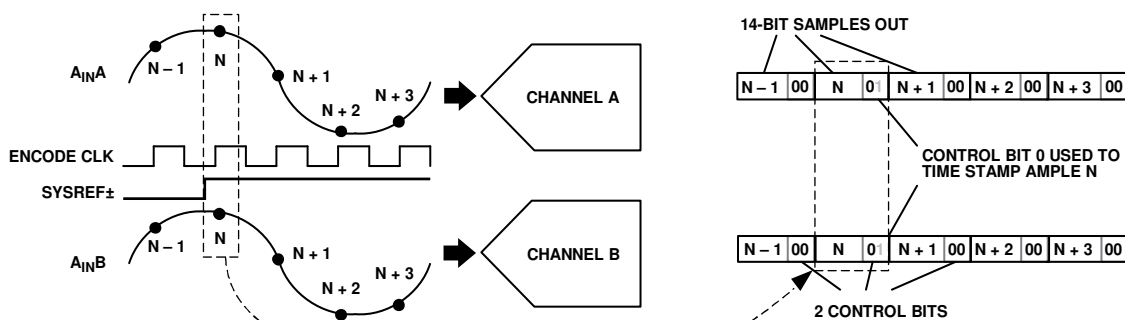 14-BIT SAMPLES OUT
AINA
N – 1
N
N + 1
N + 2
N + 3
CHANNEL A
N – 1 00 N 01 N + 1 00 N + 2 00 N + 3 00
ENCODE CLK
SYSREF±
CONTROL BIT 0 USED TO
TIME STAMP AMPLE N
AINB
N – 1
N
N + 1
N + 2
N + 3
CHANNEL B
N – 1 00 N 01 N + 1 00 N + 2 00 N + 3 00
2 CONTROL BITS